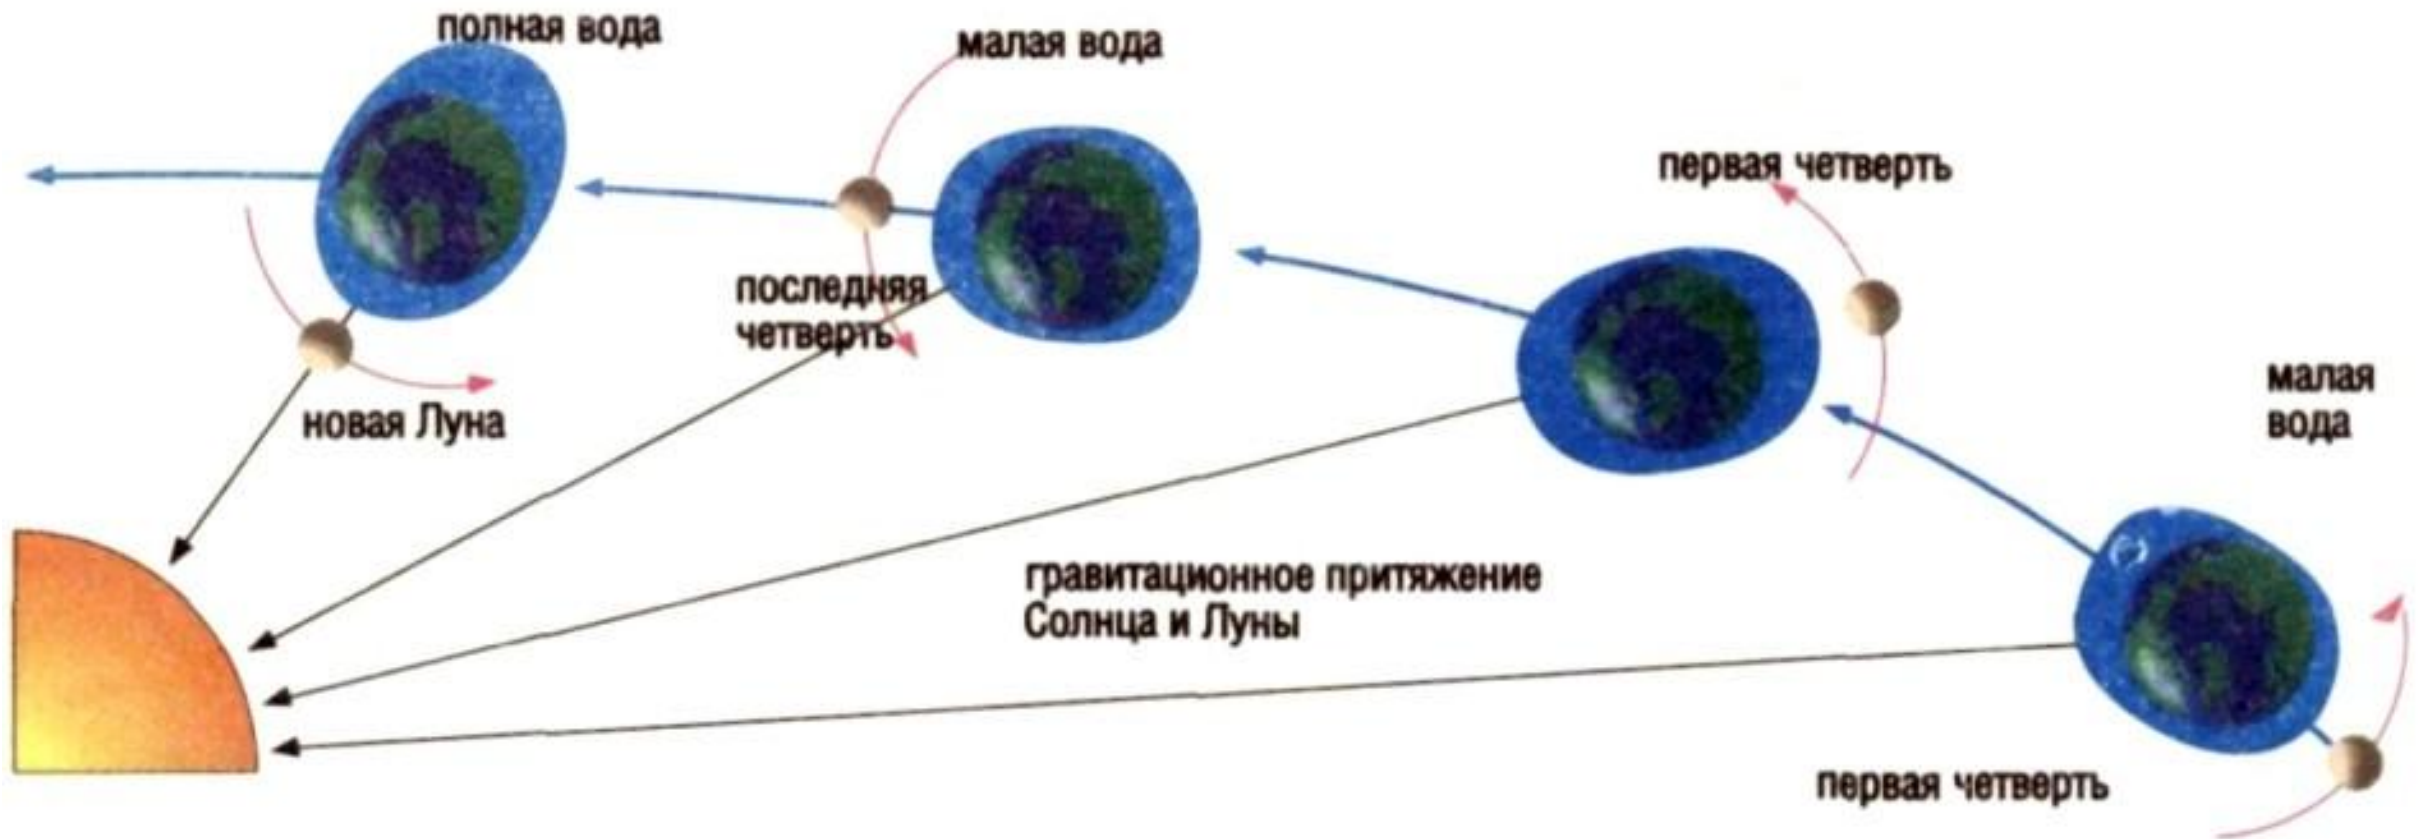 полная вода
малая вода
первая четверть
последняя
четверть
новая Луна
малая
вода
гравитационное притяжение
Солнца и Луны
первая четверть